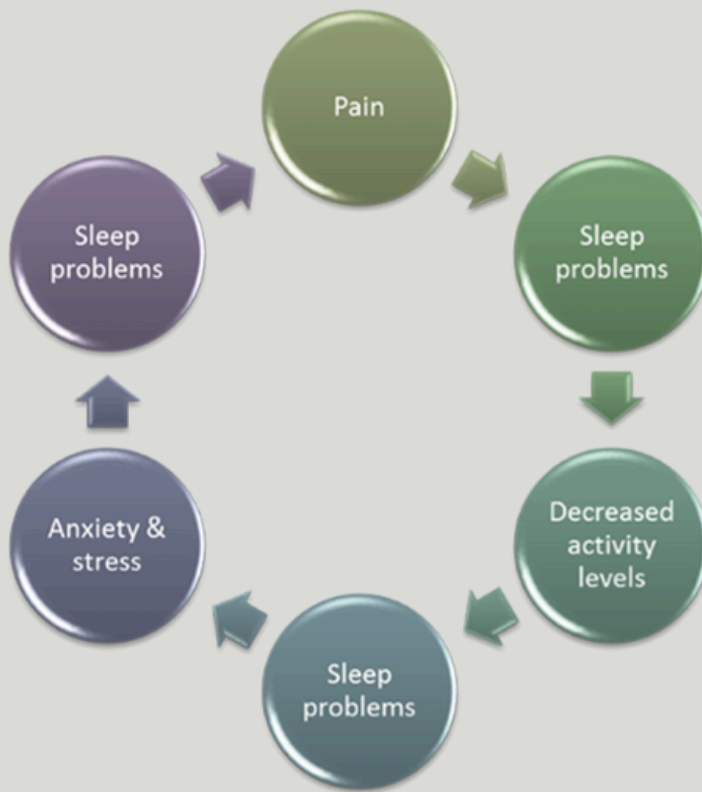 Pain
Sleep
problems
Decreased
activity
levels
Sleep
problems
Anxiety &
stress
Sleep
problems